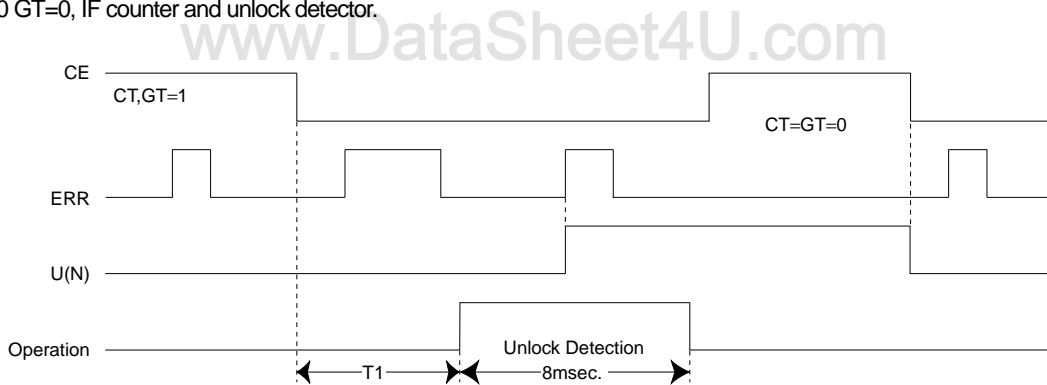 0 GT=0, IF counter and unlock detector.
www.DataSheet4U.com
CE
CT,GT=1
CT=GT=0
ERR
U(N)
Operation
Unlock Detection
T1
8msec.